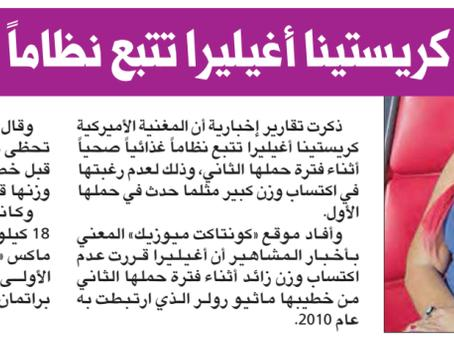 كريستينا أغيليرا تتبع نظاماً
ذكرت تقارير إخبارية أن المغنية الأميركية
كريستينا أغيليرا تتبع نظاماً غذائياً صحياً
أثناء فترة حملها الثاني، وذلك لعدم رغبتها
في اكتساب وزن كبير مثلما حدث في حملها
الأول.
وأفاد موقع «كونتاكت ميوزيك» المعني
بأخبار المشاهير أن أغيليرا قررت عدم
اكتساب وزن زائد أثناء فترة حملها الثاني
من خطيبها ماثيو رولر الذي ارتبطت به
عام 2010.
وقال
تحظى
قبل
وزنها
وكانت
18
ماكس
الأولى
براتمان